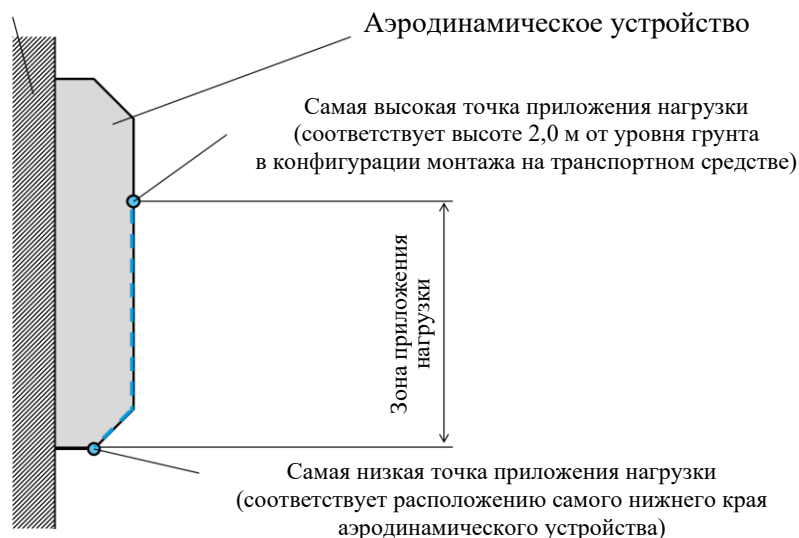 Аэродинамическое устройство
Самая высокая точка приложения нагрузки
(соответствует высоте 2,0 м от уровня грунта
в конфигурации монтажа на транспортном средстве)
Зона приложения
нагрузки
Самая низкая точка приложения нагрузки
(соответствует расположению самого нижнего края
аэродинамического устройства)